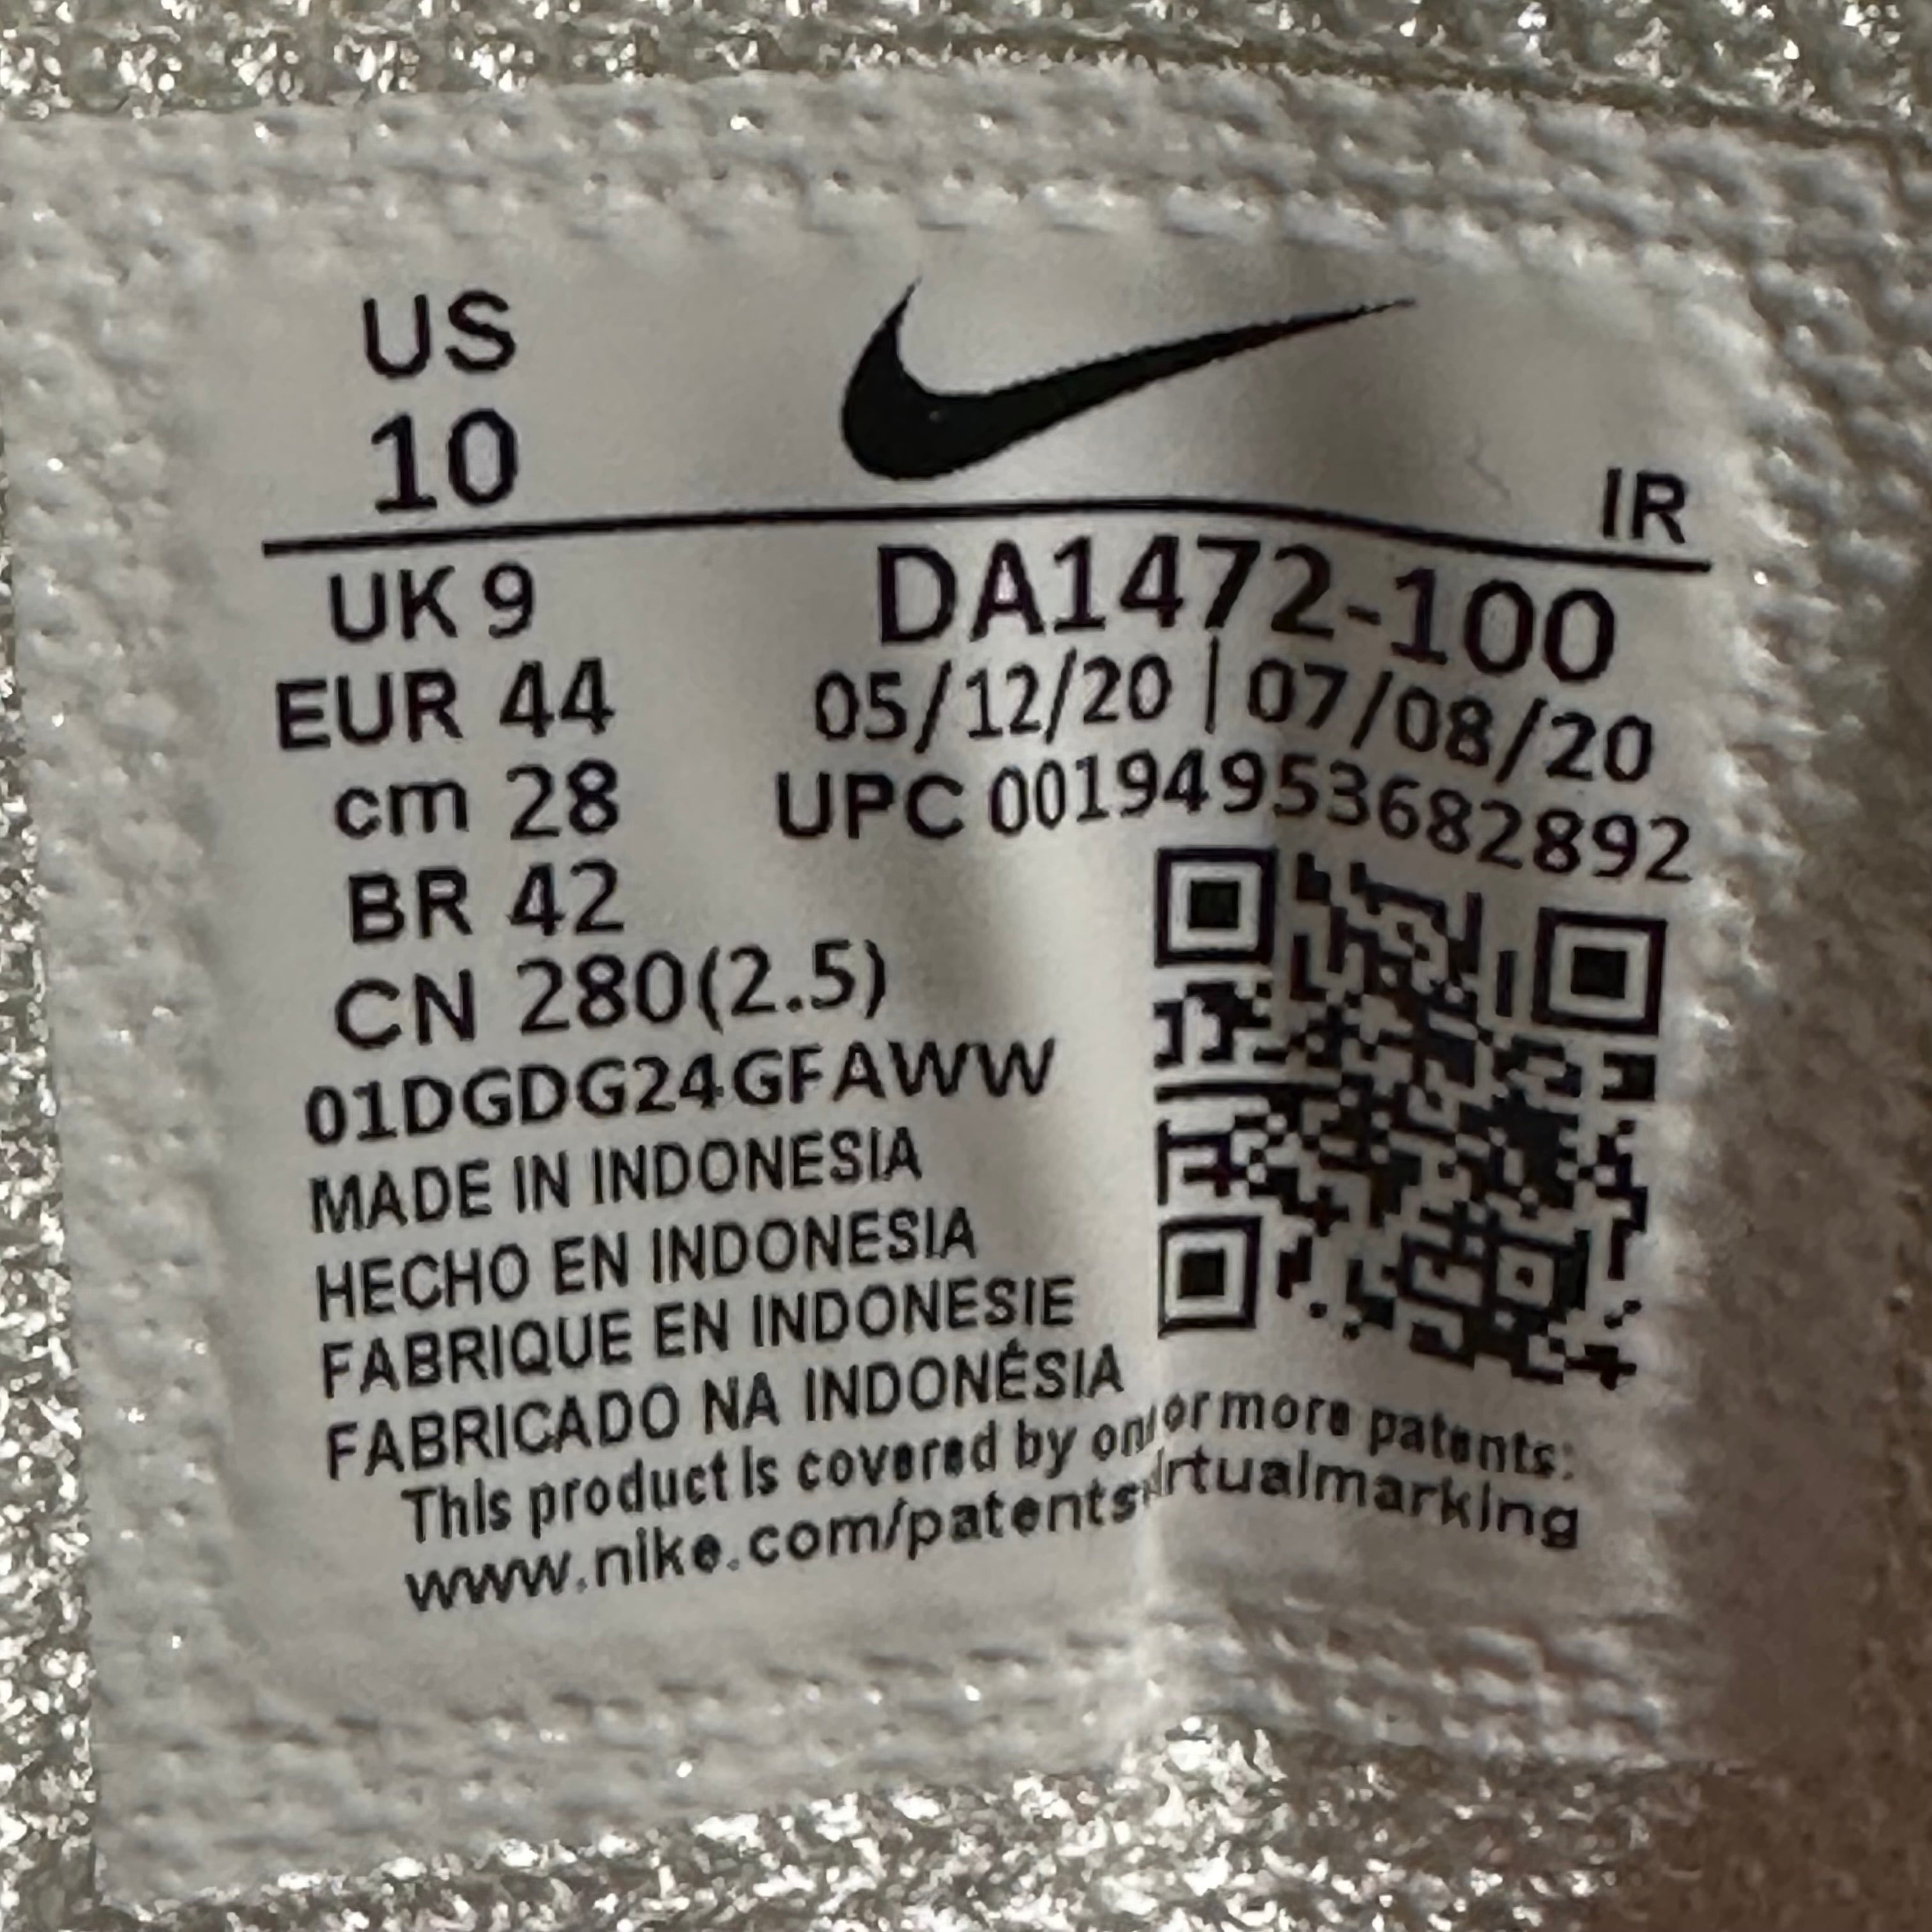 US
10
IR
UK 9
DA1472-100
EUR 44
05/12/20 | 07/08/20
cm 28
UPC 00194953682892
BR 42
CN 280(2.5)
01DGDG24GFAWW
MADE IN INDONESIA
HECHO EN INDONESIA
FABRIQUE EN INDONESIE
FABRICADO NA INDONÉSIA
This product is covered by or more patents:
www.nike.com/patents irtualmarking